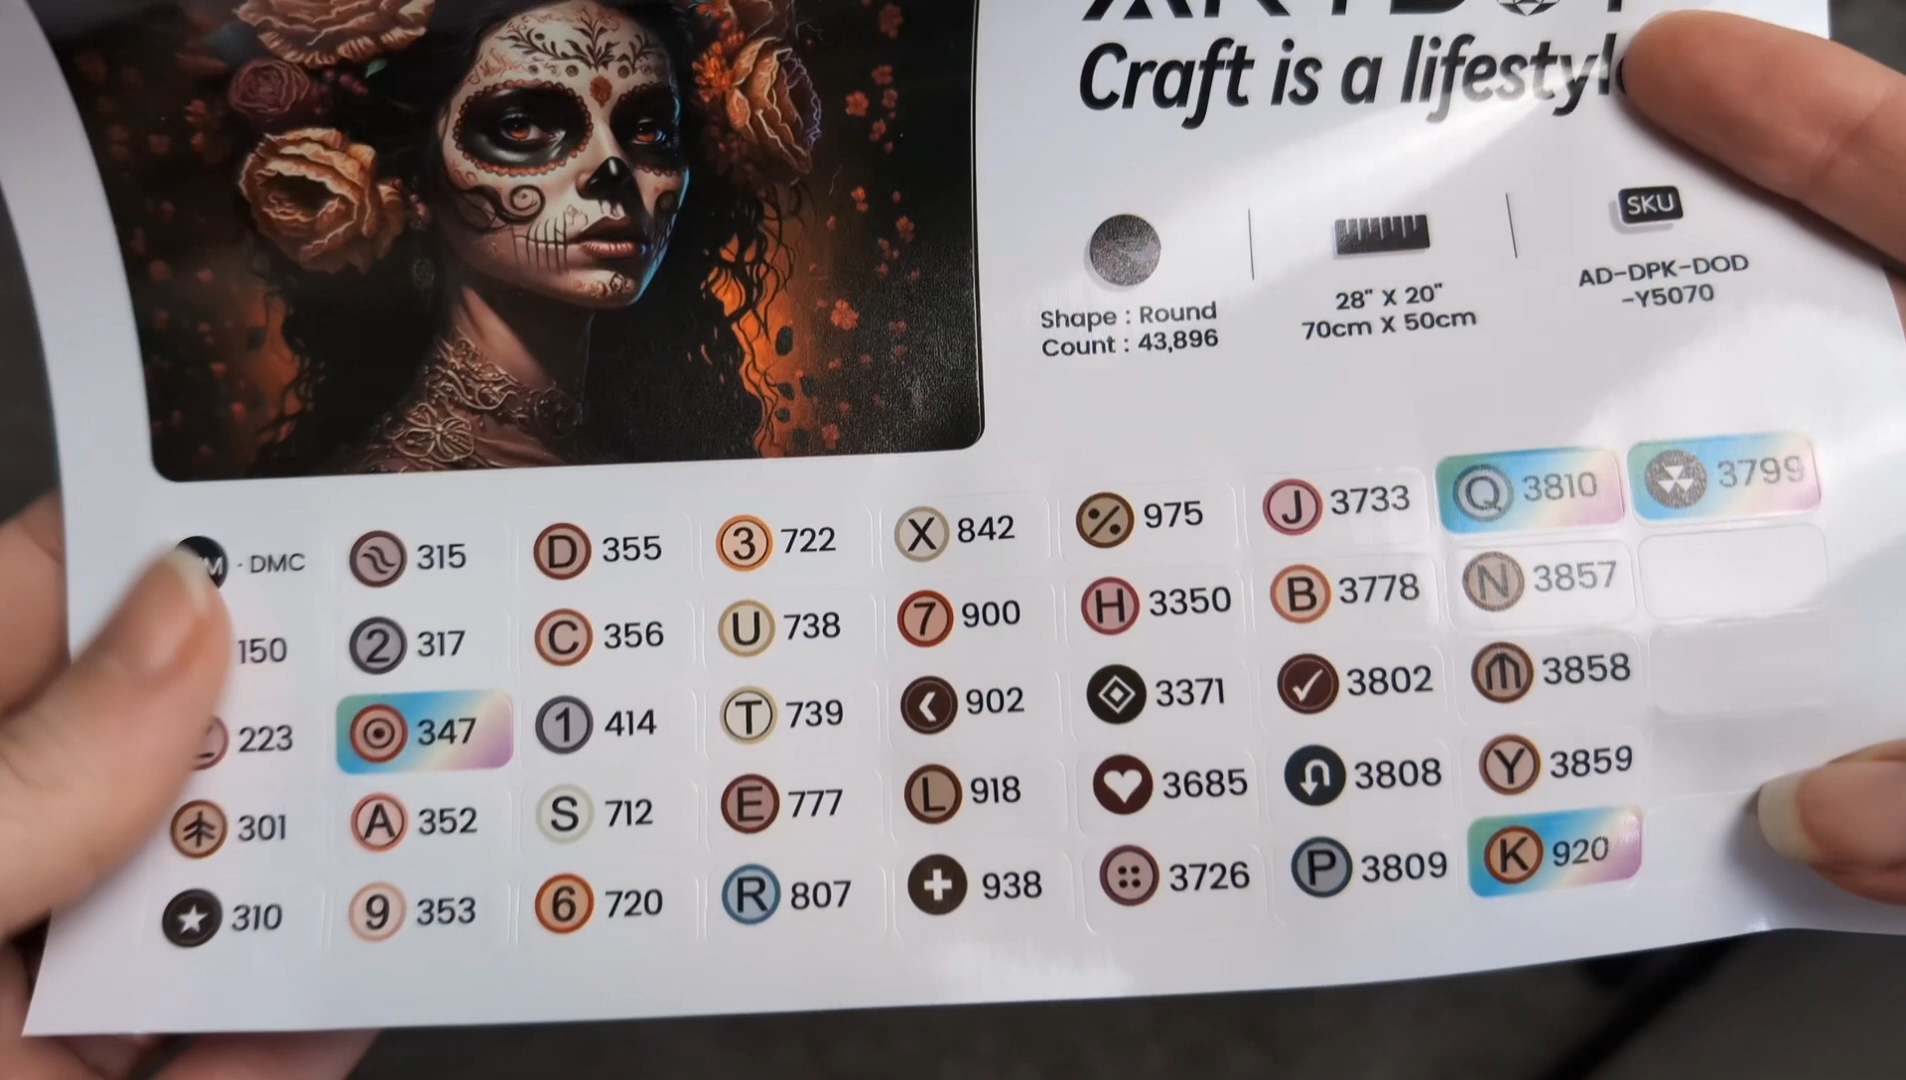 Craft is a
SKU
AD-DPK-DOD
-Y5070
28" X 20"
70cm X 50cm
Shape : Round
Count : 43,896
· DMC 315 D 355 3 722 X 842 % 975 J 3733 Q 3810 3799
150 2 317 C 356 U 738 7 900 H 3350 B 3778 N 3857
223 347 1 414 T 739 902 3371 3802 3858
301 A 352 S 712 E 777 L 918 3685 3808 Y 3859
310 9 353 6 720 R 807 938 3726 P 3809 K 920